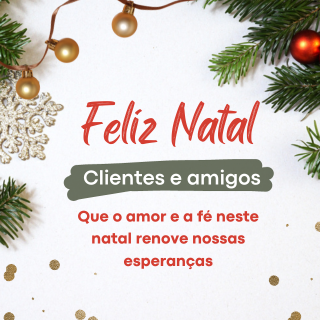 Feliz Natal
Clientes e amigos
Que o amor e a fé neste
natal renove nossas
esperanças